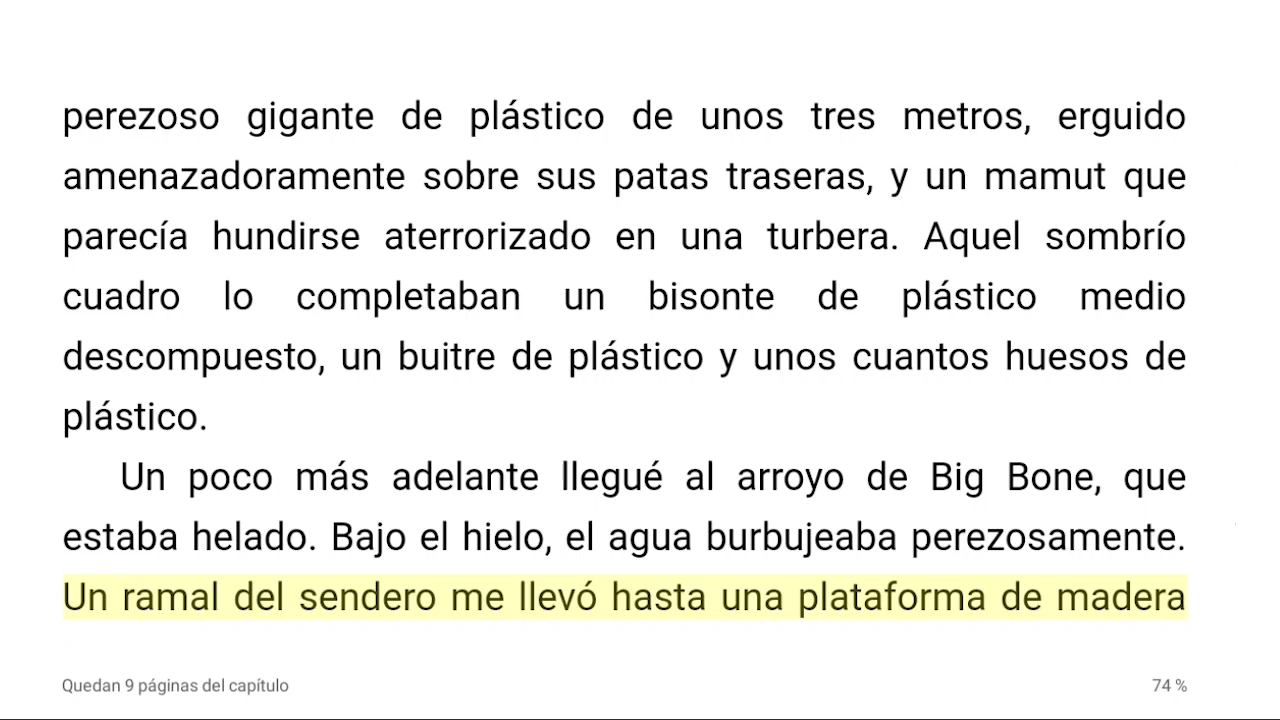 perezoso gigante de plástico de unos tres metros, erguido
amenazadoramente sobre sus patas traseras, y un mamut que
parecía hundirse aterrorizado en una turbera. Aquel sombrío
cuadro lo completaban un bisonte de plástico medio
descompuesto, un buitre de plástico y unos cuantos huesos de
plástico.
Un poco más adelante llegué al arroyo de Big Bone, que
estaba helado. Bajo el hielo, el agua burbujeaba perezosamente.
Un ramal del sendero me llevó hasta una plataforma de madera
Quedan 9 páginas del capítulo
74 %